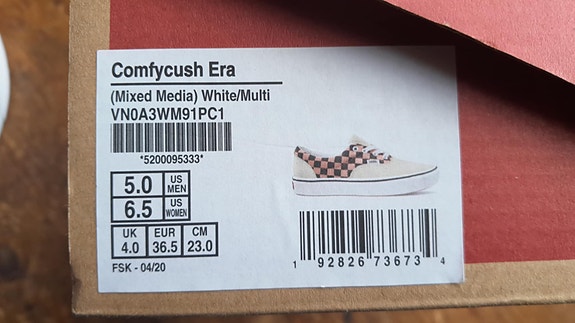 Comfycush Era
(Mixed Media) White/Multi
VN0A3WM91PC1
*5200095333*
5.0 US MEN
6.5 US WOMEN
UK 4.0 EUR 36.5 CM 23.0
FSK - 04/20
1 92826 73673 4